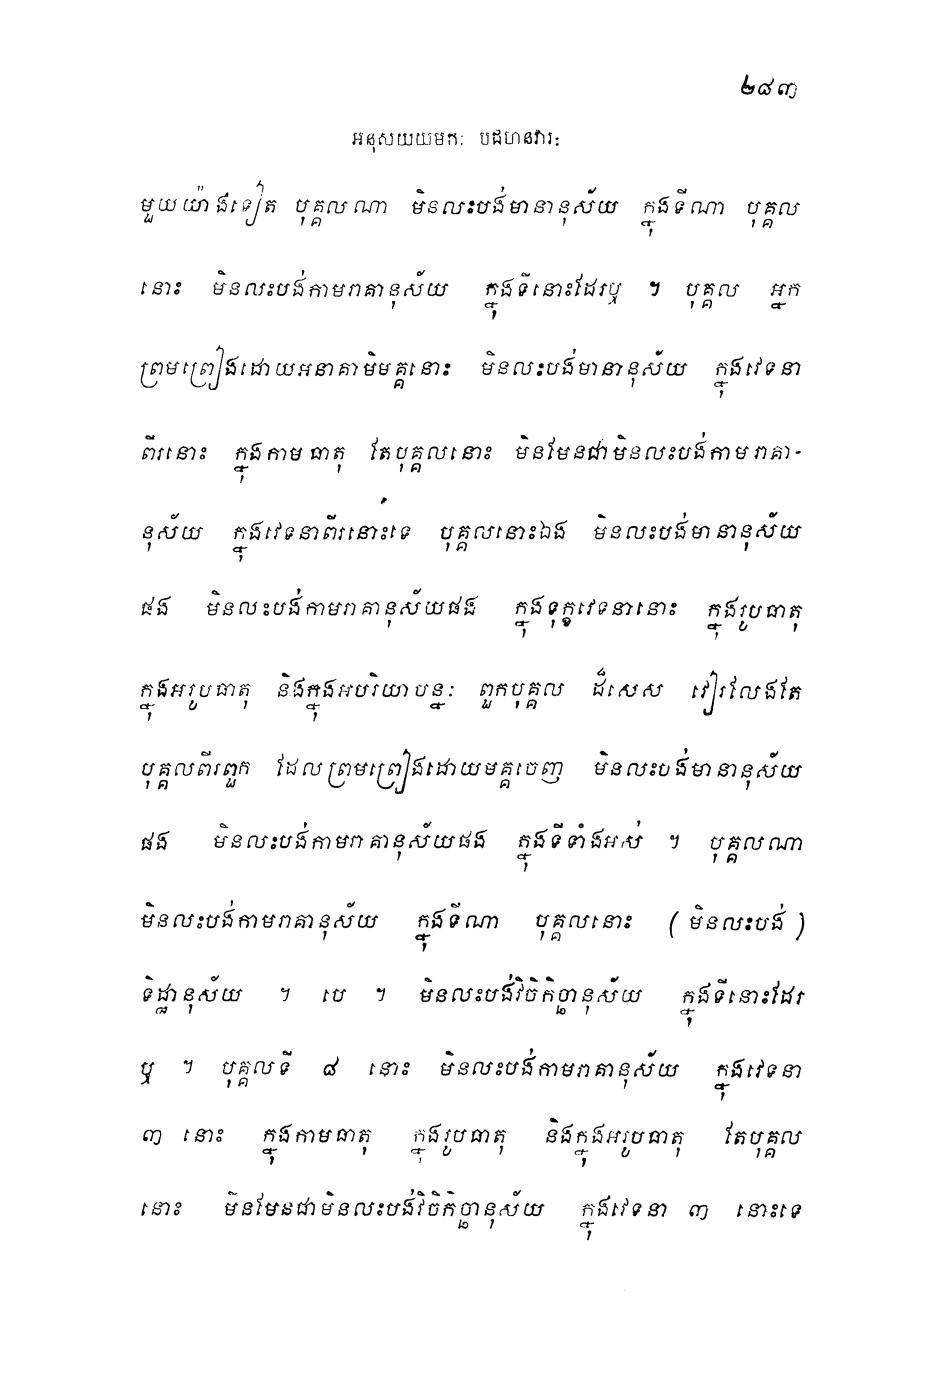 ២៨៣
អនុសយយមកៈ បដហនវារៈ
មួយយ៉ាងទៀត បុគ្គលណា មិនលះបង់មានានុស័យ ក្នុងទីណា បុគ្គល
នោះ មិនលះបង់កាមរាគានុស័យ ក្នុងទីនោះដែរឬ ។ បុគ្គល អ្នក
ព្រមព្រៀងដោយអនាគាមិមគ្គនោះ មិនលះបង់មានានុស័យ ក្នុងវេទនា
ពីរនោះ ក្នុងកាមធាតុ តែបុគ្គលនោះ មិនមែនជាមិនលះបង់កាមរាគា-
នុស័យ ក្នុងវេទនាពីរនោះទេ បុគ្គលនោះឯង មិនលះបង់មានានុស័យ
ផង មិនលះបង់កាមរាគានុស័យផង ក្នុងទុក្ខវេទនានោះ ក្នុងរូបធាតុ
ក្នុងអរូបធាតុ និងក្នុងអបរិយាបន្នៈ ពួកបុគ្គល ដ៏សេស វៀរលែងតែ
បុគ្គលពីរពួក ដែលព្រមព្រៀងដោយមគ្គចេញ មិនលះបង់មានានុស័យ
ផង មិនលះបង់កាមរាគានុស័យផង ក្នុងទីទាំងអស់ ។ បុគ្គលណា
មិនលះបង់កាមរាគានុស័យ ក្នុងទីណា បុគ្គលនោះ (មិនលះបង់)
ទិដ្ឋានុស័យ ។ បេ ។ មិនលះបង់វិចិកិច្ឆានុស័យ ក្នុងទីនោះដែរ
ឬ ។ បុគ្គលទី ៨ នោះ មិនលះបង់កាមរាគានុស័យ ក្នុងវេទនា
៣ នោះ ក្នុងកាមធាតុ ក្នុងរូបធាតុ និងក្នុងអរូបធាតុ តែបុគ្គល
នោះ មិនមែនជាមិនលះបង់វិចិកិច្ឆានុស័យ ក្នុងវេទនា ៣ នោះទេ